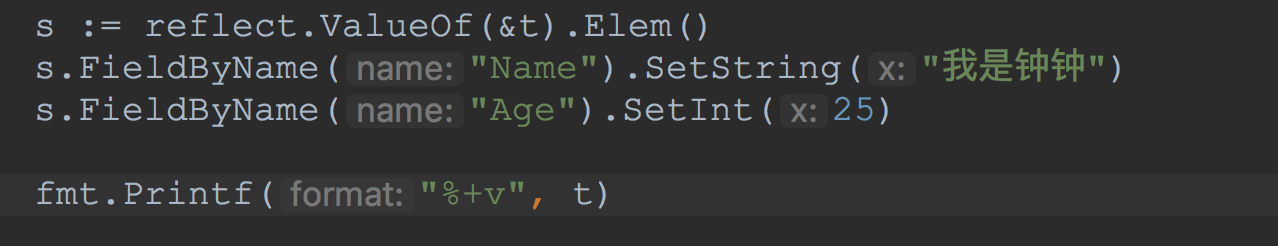 s := reflect.ValueOf(&t).Elem()
s.FieldByName( name: "Name").SetString( x: "我是钟钟")
s.FieldByName( name: "Age").SetInt( x: 25)
fmt.Printf( format: "%+v", t)